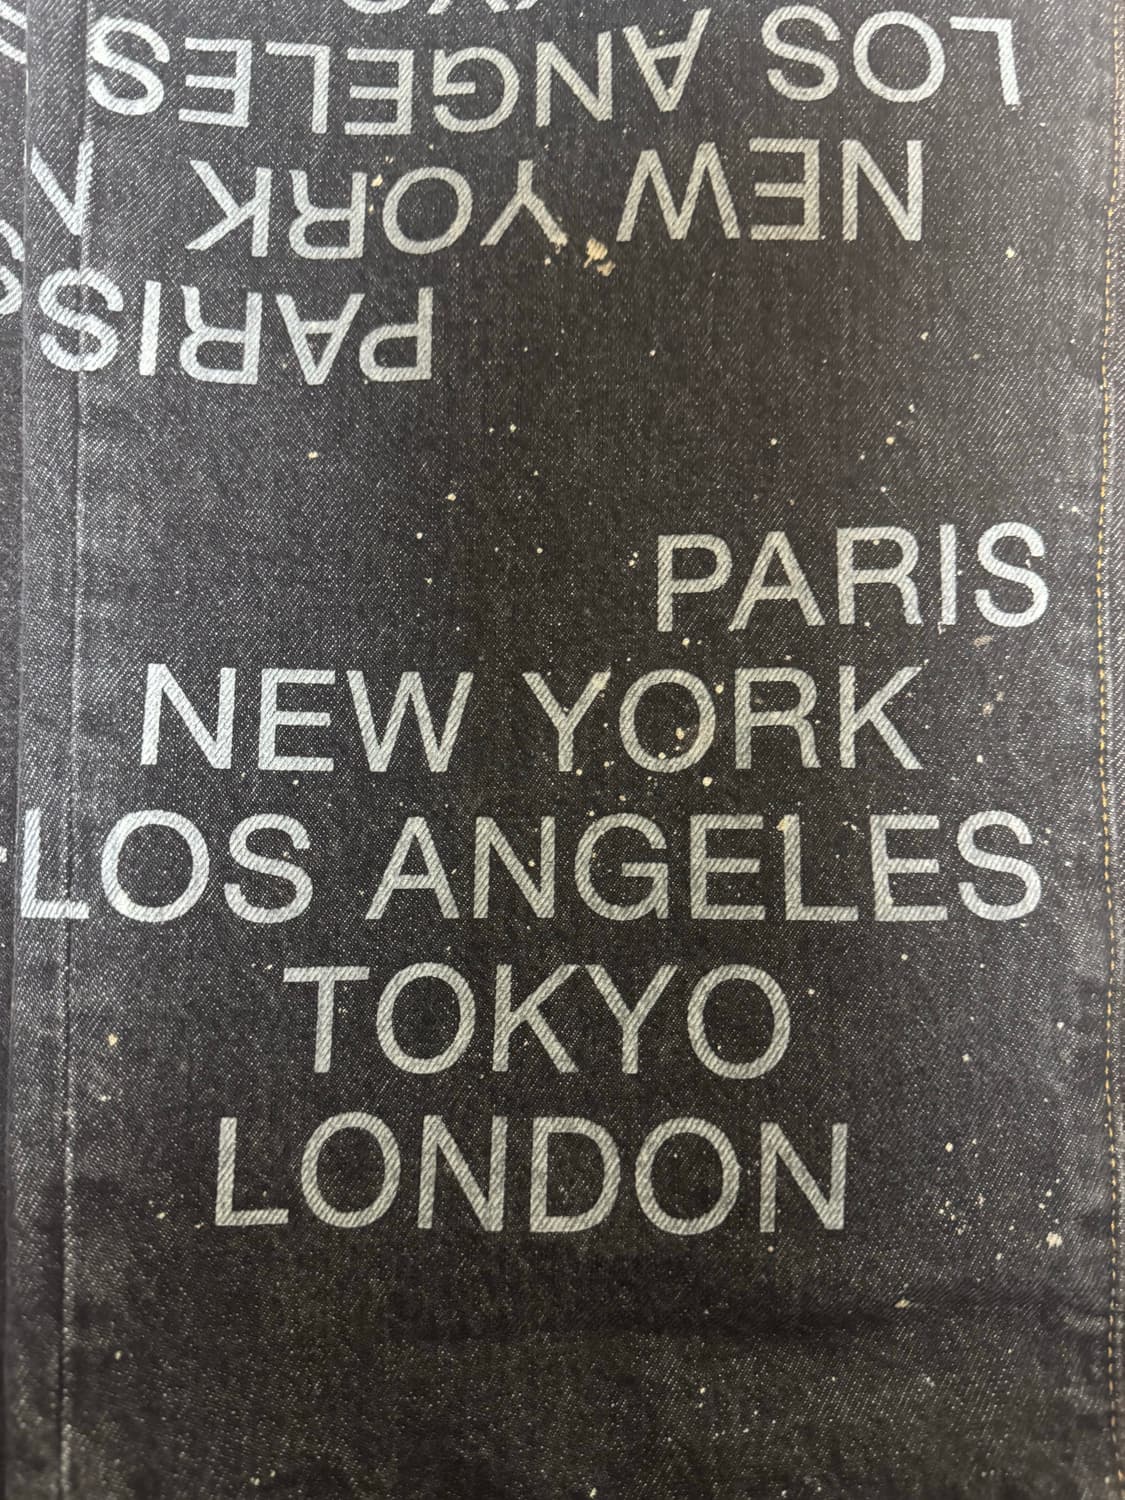 LOS ANGELES
NEW YORK
PARIS
PARIS
NEW YORK
LOS ANGELES
TOKYO
LONDON